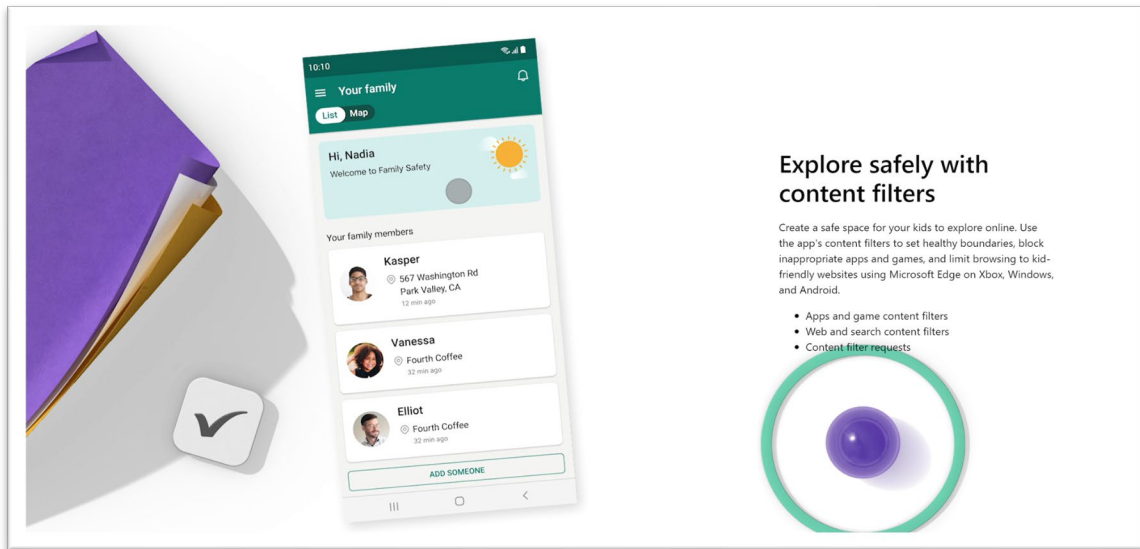 10:10
Your family
List Map
Hi, Nadia
Welcome to Family Safety
Your family members
Kasper
567 Washington Rd
Park Valley, CA
12 min ago
Vanessa
Fourth Coffee
32 min ago
Elliot
Fourth Coffee
32 min ago
ADD SOMEONE
Explore safely with
content filters
Create a safe space for your kids to explore online. Use
the app's content filters to set healthy boundaries, block
inappropriate apps and games, and limit browsing to kid-
friendly websites using Microsoft Edge on Xbox, Windows,
and Android.
• Apps and game content filters
• Web and search content filters
• Content filter requests